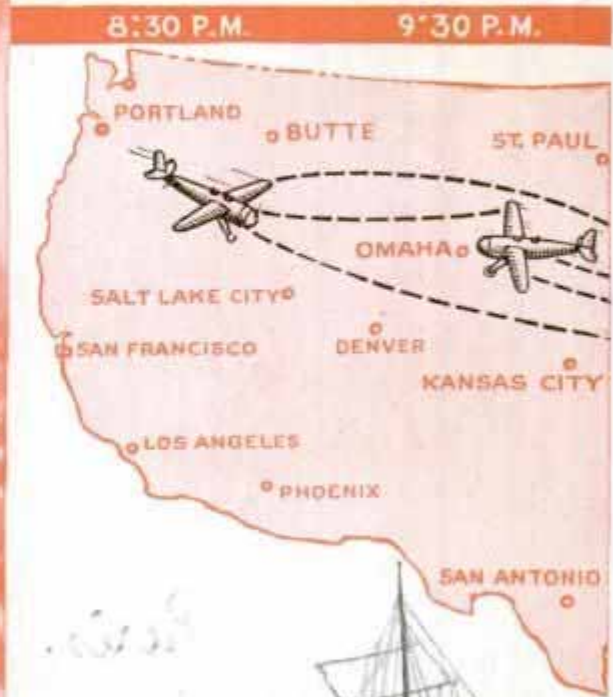 8:30 P.M. 9:30 P.M.
PORTLAND
BUTTE
ST. PAUL
OMAHA
SALT LAKE CITY
SAN FRANCISCO
DENVER
KANSAS CITY
LOS ANGELES
PHOENIX
SAN ANTONIO